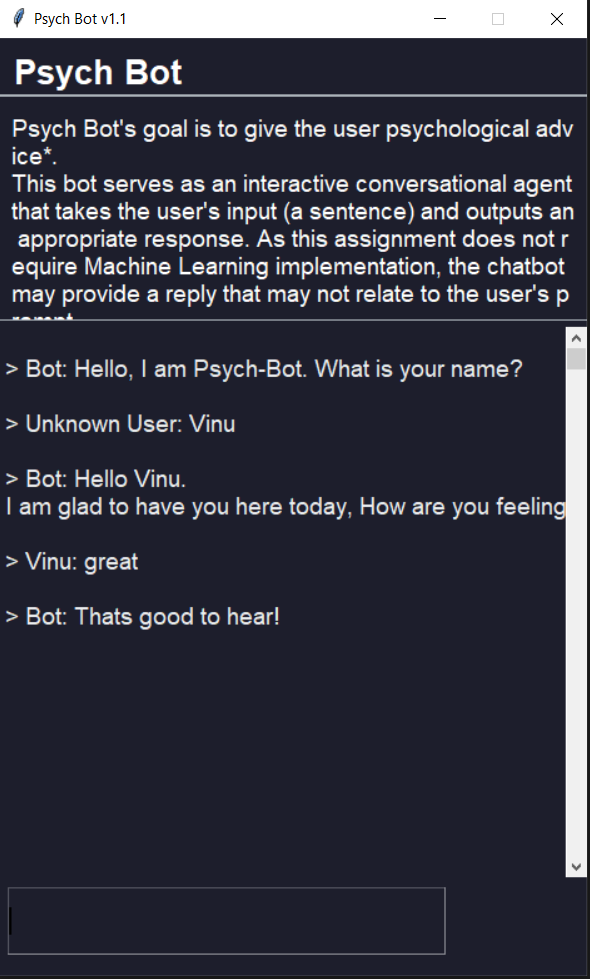 Psych Bot v1.1
Psych Bot
Psych Bot's goal is to give the user psychological adv
ice*.
This bot serves as an interactive conversational agent
that takes the user's input (a sentence) and outputs an
appropriate response. As this assignment does not r
equire Machine Learning implementation, the chatbot
may provide a reply that may not relate to the user's p
> Bot: Hello, I am Psych-Bot. What is your name?
> Unknown User: Vinu
> Bot: Hello Vinu.
I am glad to have you here today, How are you feeling
> Vinu: great
> Bot: Thats good to hear!